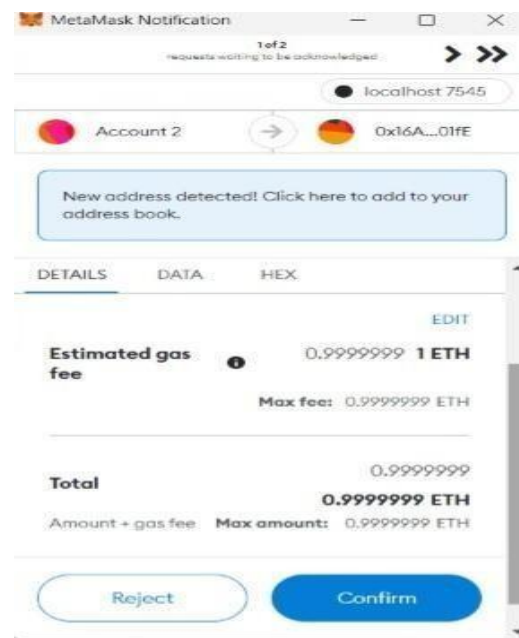 MetaMask Notification
1 of 2
requests waiting to be acknowledged
localhost 7545
Account 2
0x16A...01fE
New address detected! Click here to add to your
address book.
DETAILS DATA HEX
EDIT
Estimated gas
fee
0.9999999 1 ETH
Max fee: 0.9999999 ETH
0.9999999
Total
0.9999999 ETH
Amount + gas fee Max amount: 0.9999999 ETH
Reject Confirm